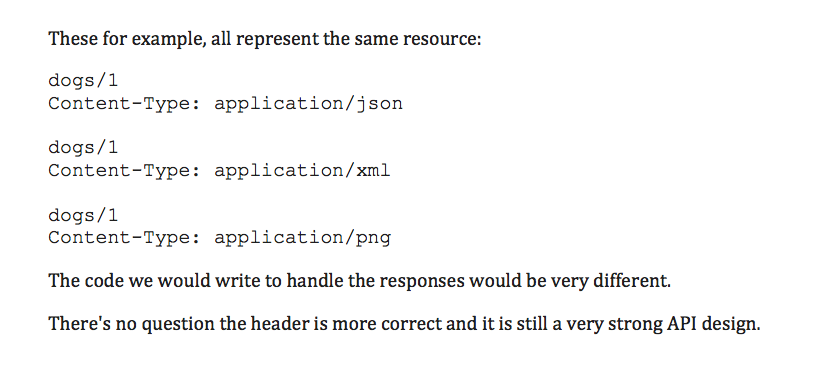 These for example, all represent the same resource:
dogs/1
Content-Type: application/json
dogs/1
Content-Type: application/xml
dogs/1
Content-Type: application/png
The code we would write to handle the responses would be very different.
There's no question the header is more correct and it is still a very strong API design.